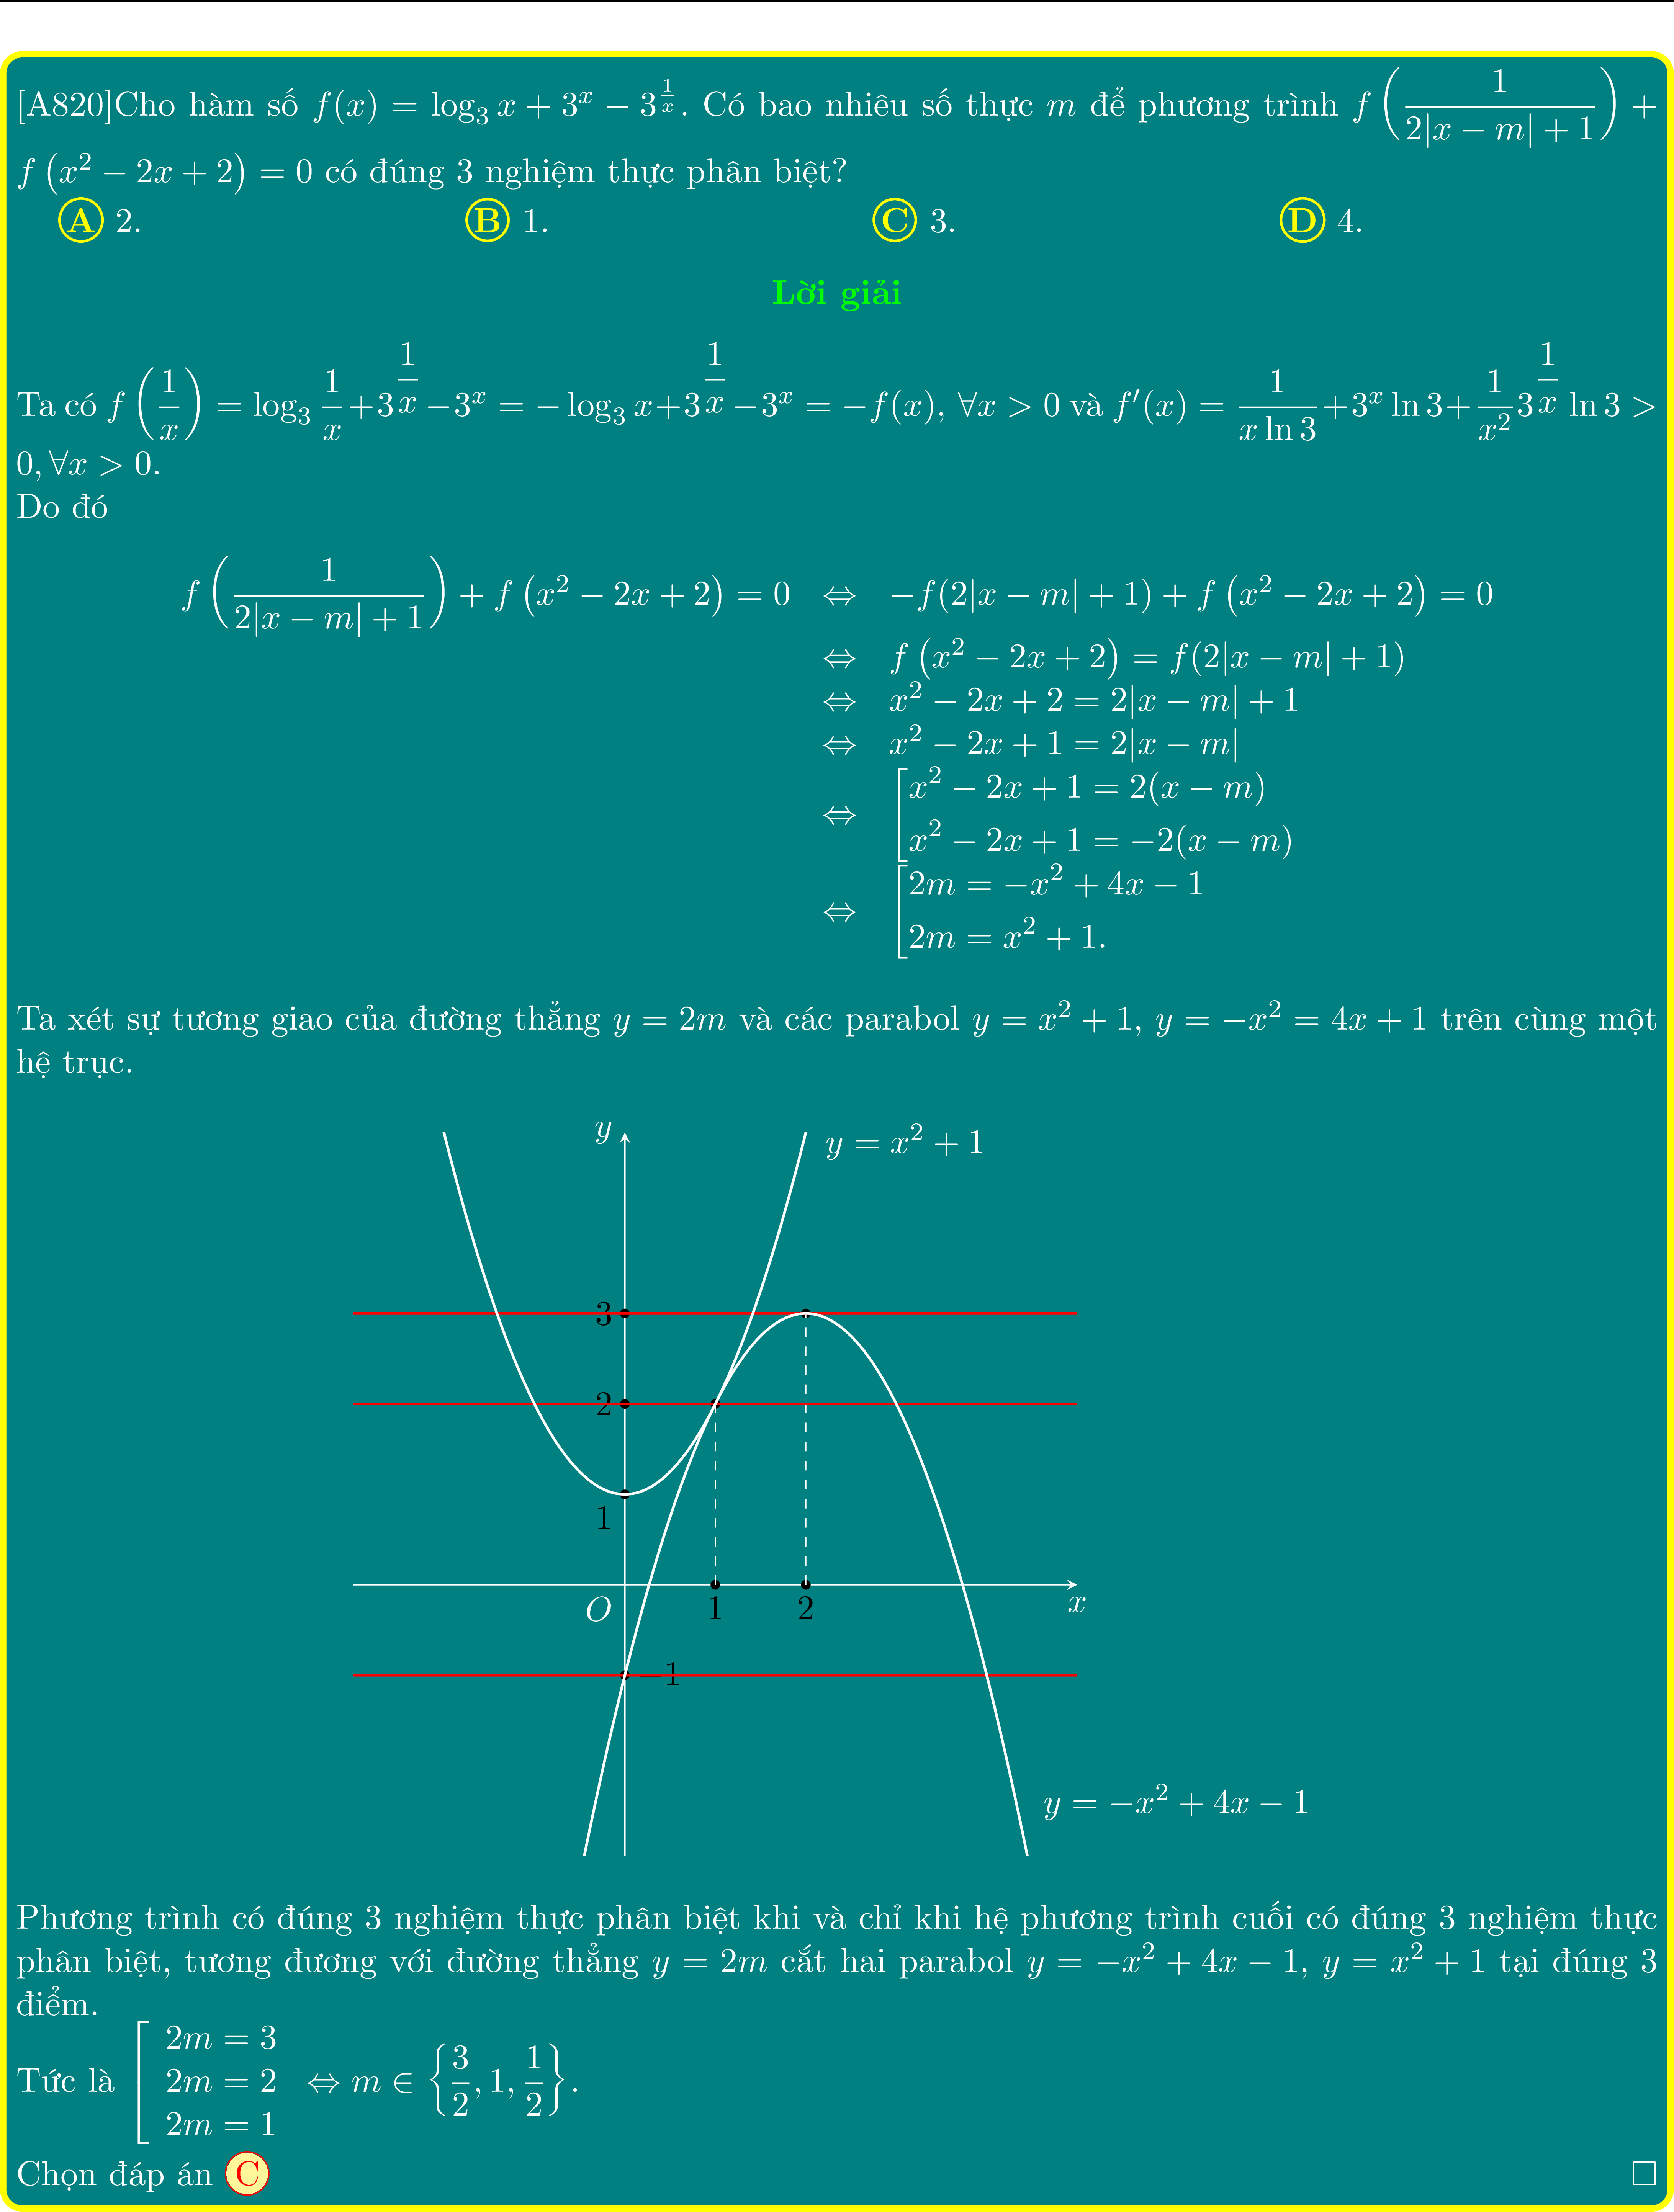 [A820]Cho hàm số $f(x) = \log_3 x + 3^x - 3^{\frac{1}{x}}$. Có bao nhiêu số thực $m$ để phương trình $f\left(\dfrac{1}{2|x-m|+1}\right) +$
$f\left(x^2 - 2x + 2\right) = 0$ có đúng 3 nghiệm thực phân biệt?
A 2. B 1. C 3. D 4.
Lời giải
Ta có $f\left(\dfrac{1}{x}\right) = \log_3 \dfrac{1}{x} + 3^{\dfrac{1}{x}} - 3^x = -\log_3 x + 3^{\dfrac{1}{x}} - 3^x = -f(x)$, $\forall x > 0$ và $f'(x) = \dfrac{1}{x \ln 3} + 3^x \ln 3 + \dfrac{1}{x^2} 3^{\dfrac{1}{x}} \ln 3 >$
$0, \forall x > 0$.
Do đó
$f\left(\dfrac{1}{2|x-m|+1}\right) + f\left(x^2 - 2x + 2\right) = 0 \Leftrightarrow -f(2|x-m|+1) + f\left(x^2 - 2x + 2\right) = 0$
$\Leftrightarrow f\left(x^2 - 2x + 2\right) = f(2|x-m|+1)$
$\Leftrightarrow x^2 - 2x + 2 = 2|x-m| + 1$
$\Leftrightarrow x^2 - 2x + 1 = 2|x-m|$
$\Leftrightarrow \left[\begin{array}{l} x^2 - 2x + 1 = 2(x-m) \\ x^2 - 2x + 1 = -2(x-m) \end{array}\right.$
$\Leftrightarrow \left[\begin{array}{l} 2m = -x^2 + 4x - 1 \\ 2m = x^2 + 1. \end{array}\right.$
Ta xét sự tương giao của đường thẳng $y = 2m$ và các parabol $y = x^2 + 1$, $y = -x^2 = 4x + 1$ trên cùng một
hệ trục.
$y$
$y = x^2 + 1$
3
2
1
$O$
1
2
$x$
$-1$
$y = -x^2 + 4x - 1$
Phương trình có đúng 3 nghiệm thực phân biệt khi và chỉ khi hệ phương trình cuối có đúng 3 nghiệm thực
phân biệt, tương đương với đường thẳng $y = 2m$ cắt hai parabol $y = -x^2 + 4x - 1$, $y = x^2 + 1$ tại đúng 3
điểm.
Tức là $\left[\begin{array}{l} 2m = 3 \\ 2m = 2 \\ 2m = 1 \end{array}\right. \Leftrightarrow m \in \left\{\dfrac{3}{2}, 1, \dfrac{1}{2}\right\}$.
Chọn đáp án C □